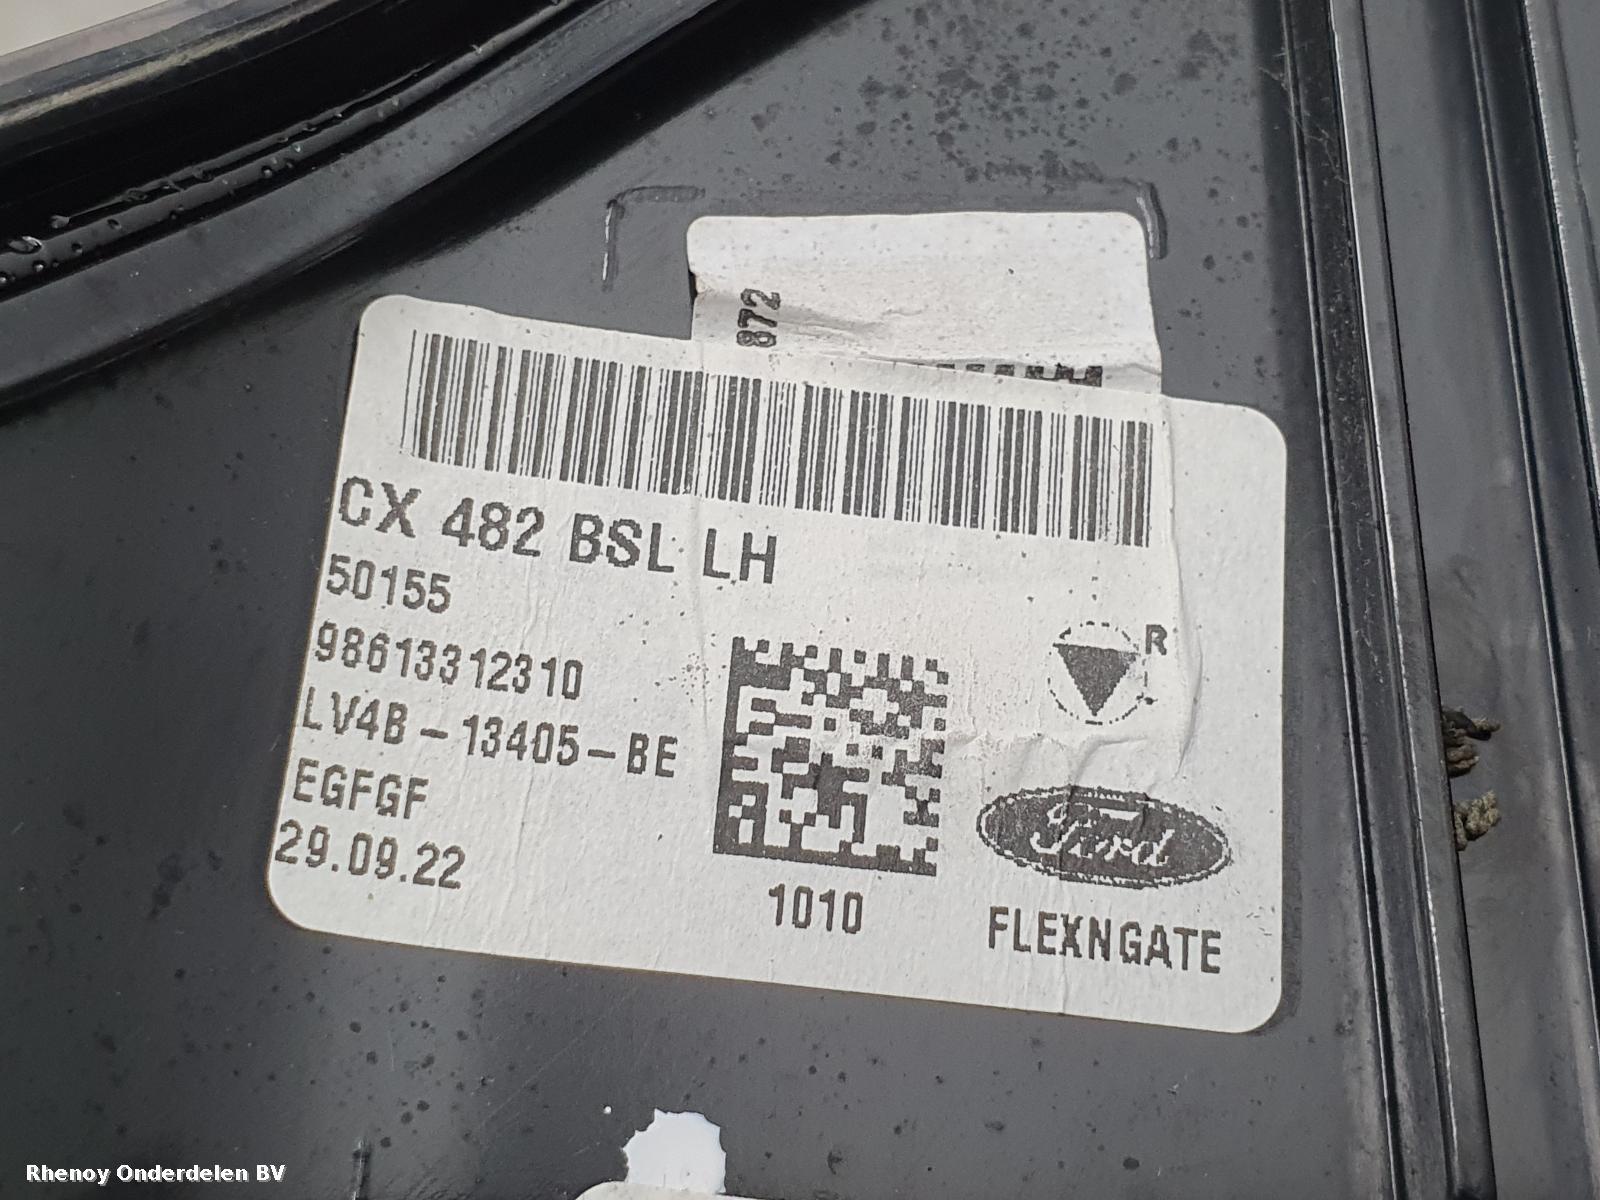 872
CX 482 BSL LH
50155
98613312310
LV4B-13405-BE
EGFGF
29.09.22
1010
R
Ford
FLEXNGATE
Rhenoy Onderdelen BV